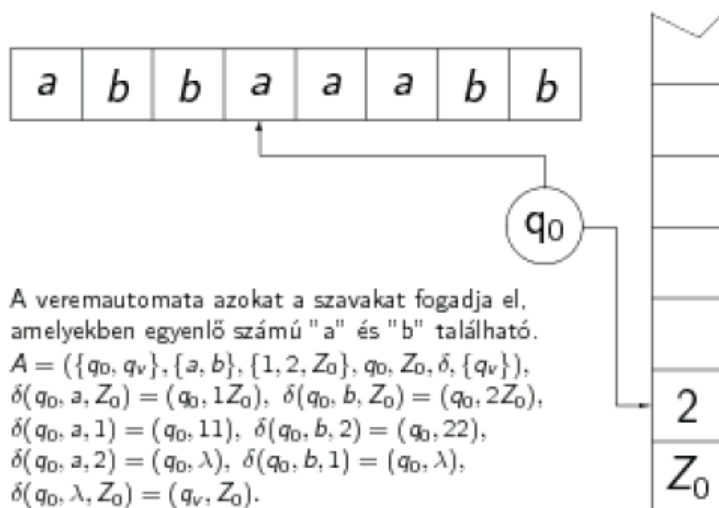 a b b a a a b b
q₀
A veremautomata azokat a szavakat fogadja el,
amelyekben egyenlő számú "a" és "b" található.
A = ({q₀, qᵥ}, {a, b}, {1, 2, Z₀}, q₀, Z₀, δ, {qᵥ}),
δ(q₀, a, Z₀) = (q₀, 1Z₀), δ(q₀, b, Z₀) = (q₀, 2Z₀),
δ(q₀, a, 1) = (q₀, 11), δ(q₀, b, 2) = (q₀, 22),
δ(q₀, a, 2) = (q₀, λ), δ(q₀, b, 1) = (q₀, λ),
δ(q₀, λ, Z₀) = (qᵥ, Z₀).
2
Z₀